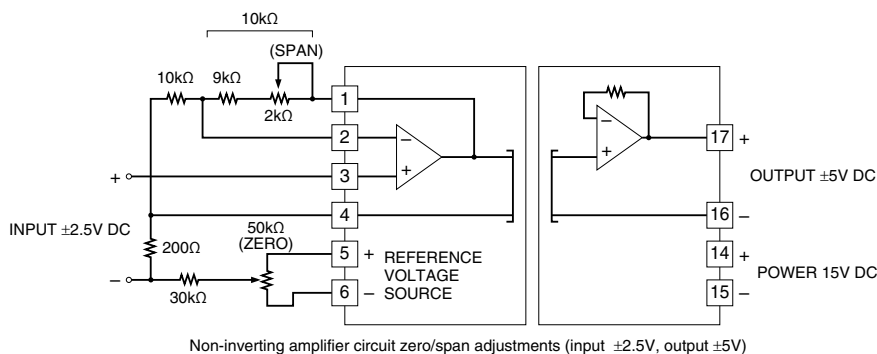 10kΩ
(SPAN)
10kΩ 9kΩ
2kΩ
1
2
3
4
5
6
+
INPUT ±2.5V DC
–
200Ω
30kΩ
50kΩ
(ZERO)
–
+
+ REFERENCE
VOLTAGE
– SOURCE
–
+
17 +
OUTPUT ±5V DC
16 –
14 +
POWER 15V DC
15 –
Non-inverting amplifier circuit zero/span adjustments (input ±2.5V, output ±5V)